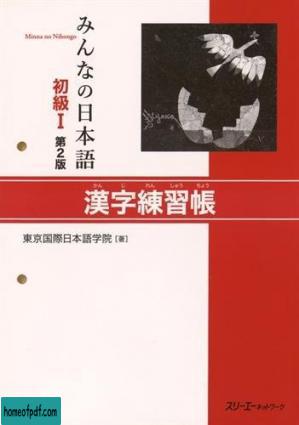 みんなの日本語
Minna no Nihongo
初級Ⅰ
第2版
かん じ れん しゅう ちょう
漢字練習帳
東京国際日本語学院［著］
スリーエーネットワーク
homeofpdf.com